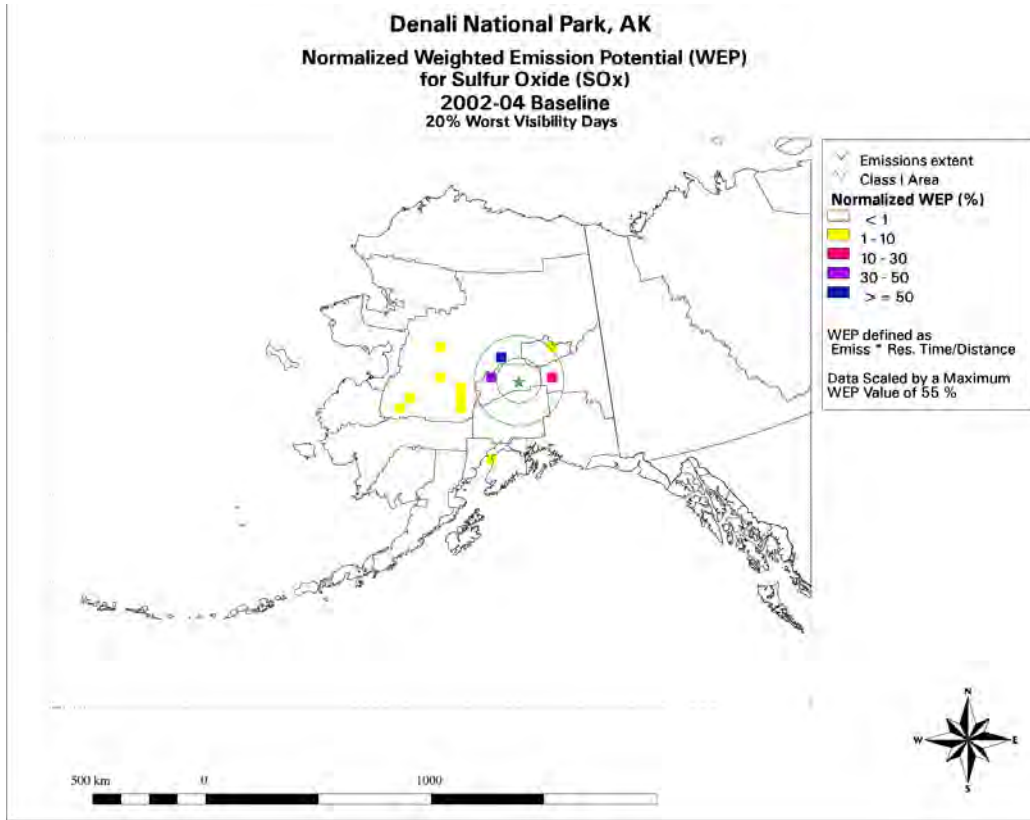 Denali National Park, AK
Normalized Weighted Emission Potential (WEP)
for Sulfur Oxide (SOx)
2002-04 Baseline
20% Worst Visibility Days
Emissions extent
Class I Area
Normalized WEP (%)
< 1
1 - 10
10 - 30
30 - 50
> = 50
WEP defined as
Emiss * Res. Time/Distance
Data Scaled by a Maximum
WEP Value of 55 %
N
W E
S
500 km 0 1000